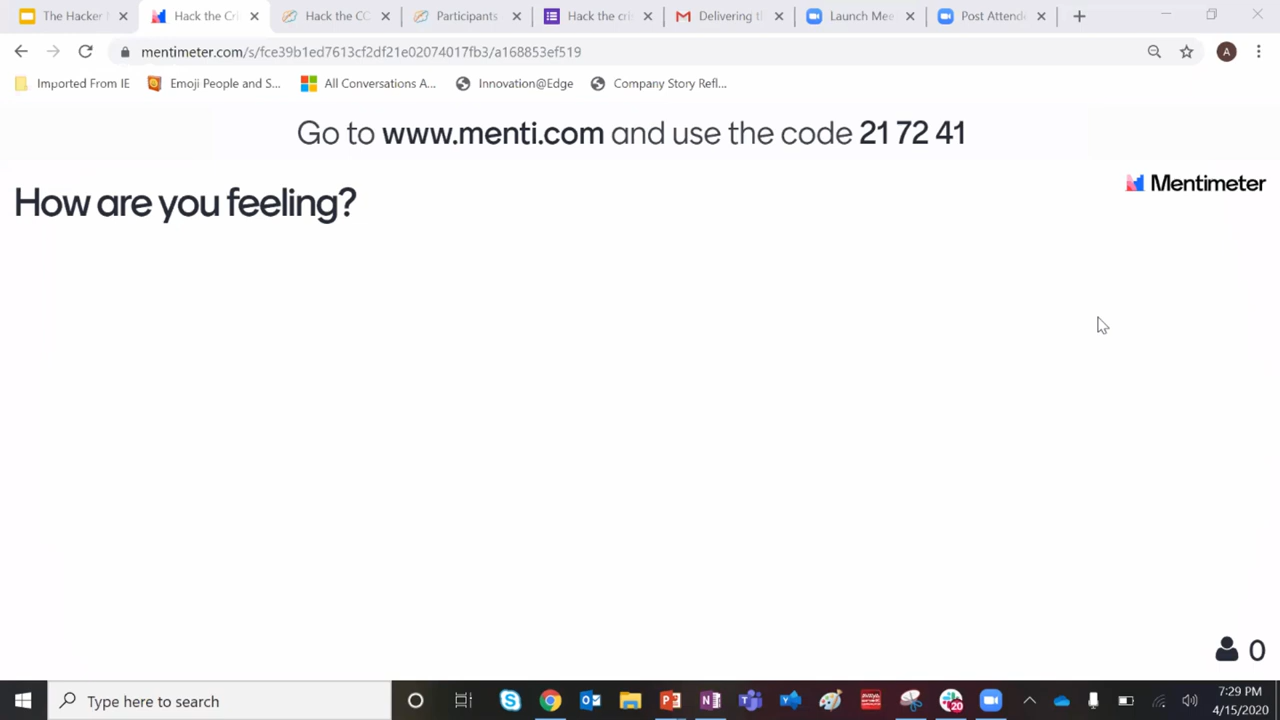 The Hacker
Hack the Cri
Hack the CC
Participants
Hack the cri
Delivering t
Launch Mee
Post Attend
mentimeter.com/s/fce39b1ed7613cf2df21e02074017fb3/a168853ef519
A
Imported From IE
Emoji People and S...
All Conversations A...
Innovation@Edge
Company Story Refl...
Go to www.menti.com and use the code 21 72 41
Mentimeter
How are you feeling?
0
Type here to search
20
7:29 PM
4/15/2020